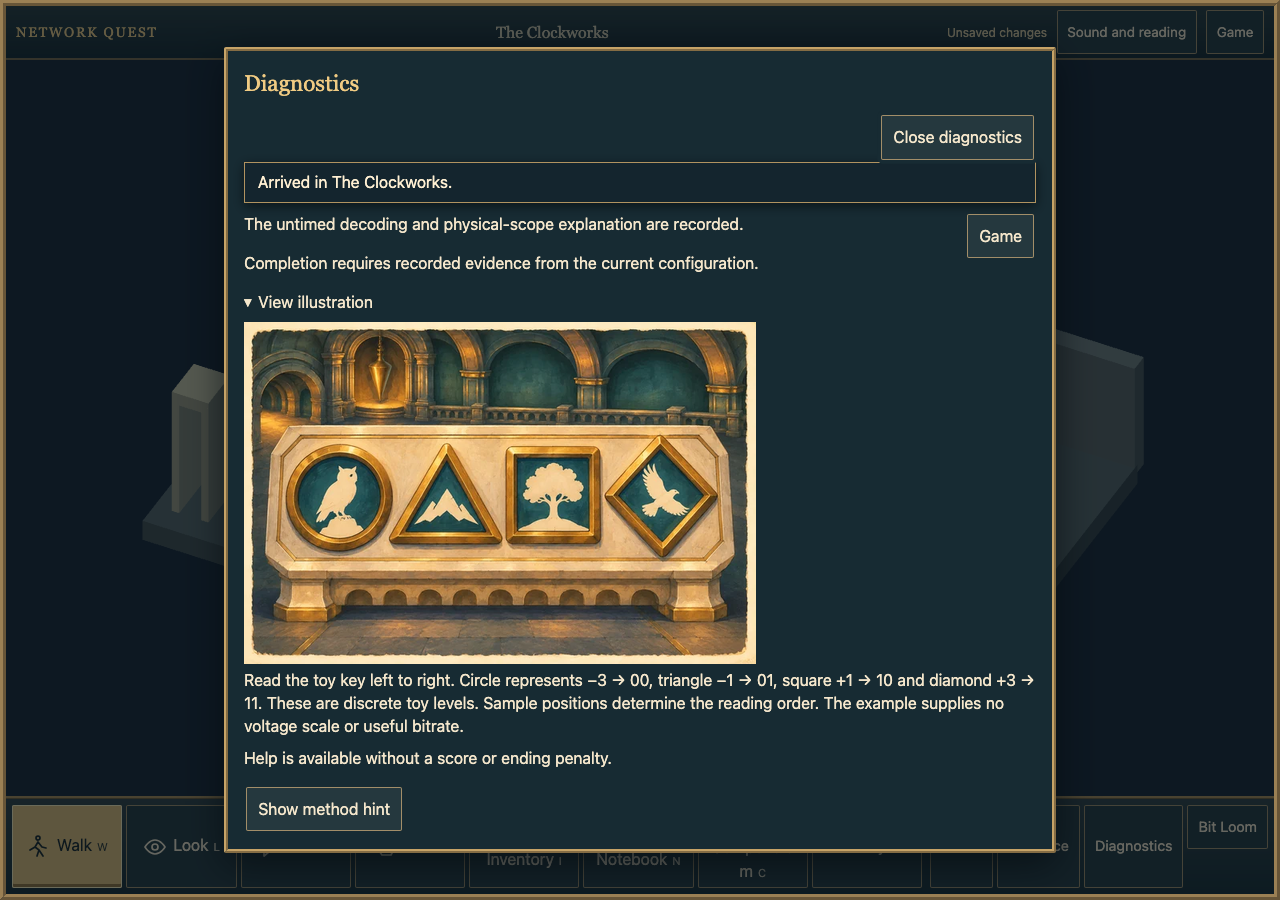 NETWORK QUEST
The Clockworks
Unsaved changes
Sound and reading
Game
Diagnostics
Close diagnostics
Arrived in The Clockworks.
The untimed decoding and physical-scope explanation are recorded.
Game
Completion requires recorded evidence from the current configuration.
▾ View illustration
Read the toy key left to right. Circle represents −3 → 00, triangle −1 → 01, square +1 → 10 and diamond +3 →
11. These are discrete toy levels. Sample positions determine the reading order. The example supplies no
voltage scale or useful bitrate.
Help is available without a score or ending penalty.
Show method hint
Walk W
Look L
Inventory I
Notebook N
m C
Diagnostics
Bit Loom